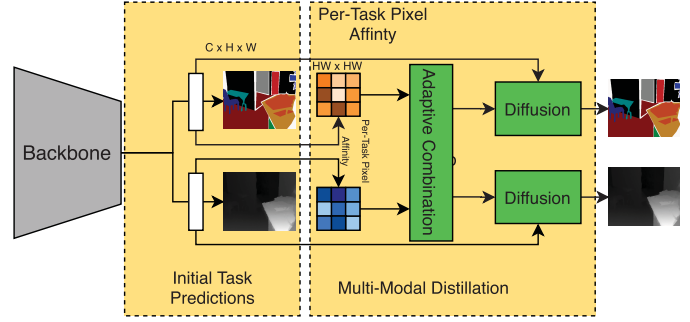 Per-Task Pixel
Affinty
C x H x W
HW x HW
Backbone
Per-Task Pixel
Affinity
Adaptive Combination
Diffusion
Diffusion
Initial Task
Predictions
Multi-Modal Distillation